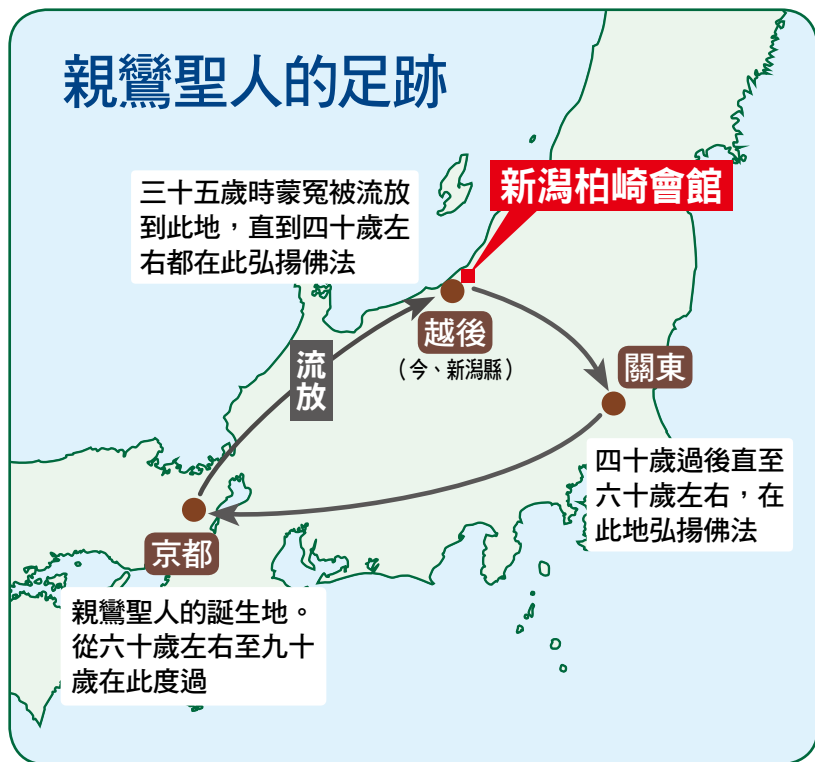 親鸞聖人的足跡
三十五歲時蒙冤被流放
到此地，直到四十歲左
右都在此弘揚佛法
新潟柏崎會館
越後
（今、新潟縣）
流放
關東
四十歲過後直至
六十歲左右，在
此地弘揚佛法
京都
親鸞聖人的誕生地。
從六十歲左右至九十
歲在此度過